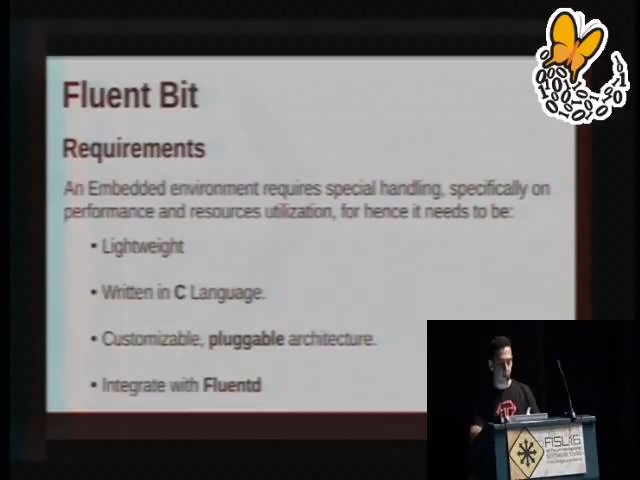 Fluent Bit
Requirements
An Embedded environment requires special handling, specifically on
performance and resources utilization, for hence it needs to be:
• Lightweight
• Written in C Language.
• Customizable, pluggable architecture.
• Integrate with Fluentd
FISL16